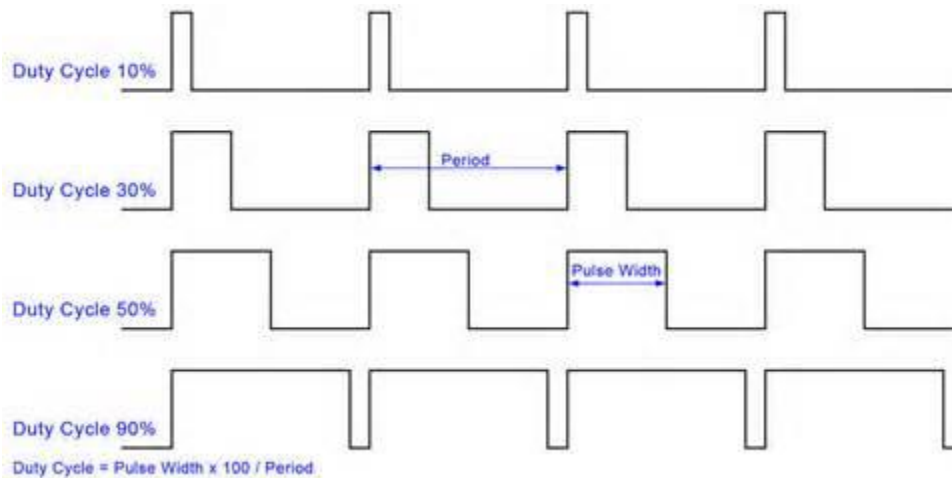 Duty Cycle 10%
Period
Duty Cycle 30%
Pulse Width
Duty Cycle 50%
Duty Cycle 90%
Duty Cycle = Pulse Width x 100 / Period